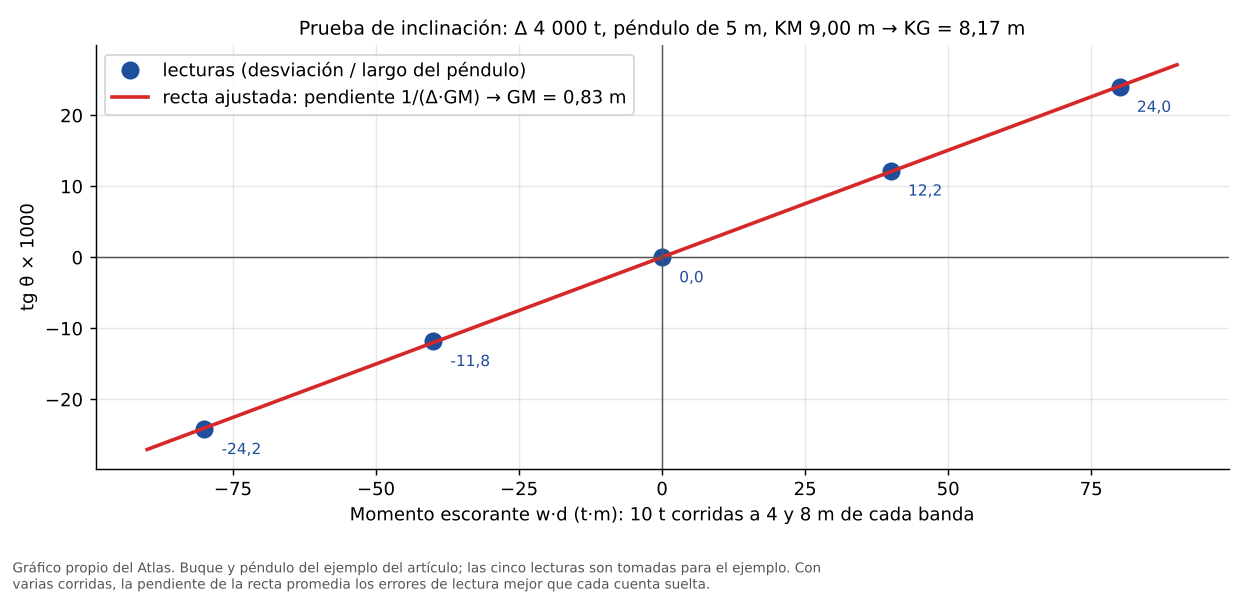 Prueba de inclinación: Δ 4 000 t, péndulo de 5 m, KM 9,00 m → KG = 8,17 m
lecturas (desviación / largo del péndulo)
recta ajustada: pendiente 1/(Δ·GM) → GM = 0,83 m
tg θ × 1000
20
10
0
−10
−20
24,0
12,2
0,0
-11,8
-24,2
−75
−50
−25
0
25
50
75
Momento escorante w·d (t·m): 10 t corridas a 4 y 8 m de cada banda
Gráfico propio del Atlas. Buque y péndulo del ejemplo del artículo; las cinco lecturas son tomadas para el ejemplo. Con
varias corridas, la pendiente de la recta promedia los errores de lectura mejor que cada cuenta suelta.